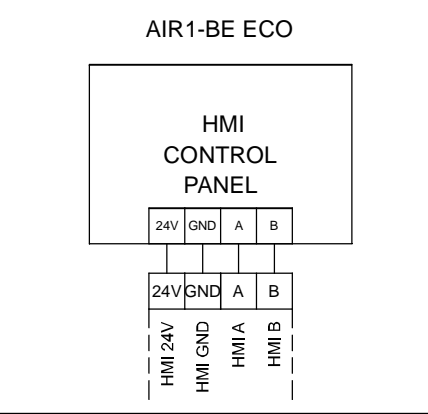 AIR1-BE ECO
HMI
CONTROL
PANEL
24V GND A B
24V GND A B
HMI 24V
HMI GND
HMI A
HMI B